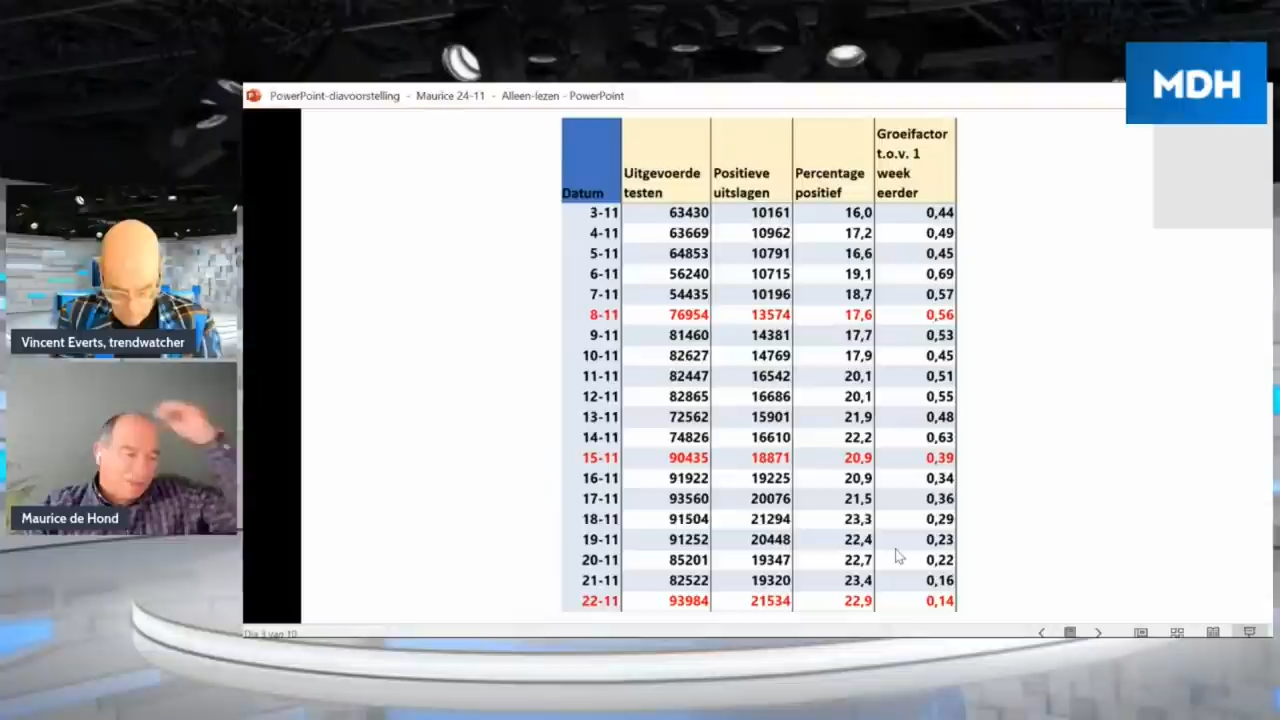 MDH
PowerPoint-diavoorstelling - Maurice 24-11 - Alleen-lezen - PowerPoint
Datum Uitgevoerde testen Positieve uitslagen Percentage positief Groeifactor t.o.v. 1 week eerder
3-11 63430 10161 16,0 0,44
4-11 63669 10962 17,2 0,49
5-11 64853 10791 16,6 0,45
6-11 56240 10715 19,1 0,69
7-11 54435 10196 18,7 0,57
8-11 76954 13574 17,6 0,56
9-11 81460 14381 17,7 0,53
10-11 82627 14769 17,9 0,45
11-11 82447 16542 20,1 0,51
12-11 82865 16686 20,1 0,55
13-11 72562 15901 21,9 0,48
14-11 74826 16610 22,2 0,63
15-11 90435 18871 20,9 0,39
16-11 91922 19225 20,9 0,34
17-11 93560 20076 21,5 0,36
18-11 91504 21294 23,3 0,29
19-11 91252 20448 22,4 0,23
20-11 85201 19347 22,7 0,22
21-11 82522 19320 23,4 0,16
22-11 93984 21534 22,9 0,14
Vincent Everts, trendwatcher
Maurice de Hond
Dia 3 van 10